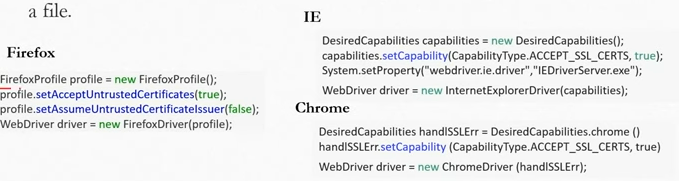 a file.
Firefox
FirefoxProfile profile = new FirefoxProfile();
profile.setAcceptUntrustedCertificates(true);
profile.setAssumeUntrustedCertificateIssuer(false);
WebDriver driver = new FirefoxDriver(profile);
IE
DesiredCapabilities capabilities = new DesiredCapabilities();
capabilities.setCapability(CapabilityType.ACCEPT_SSL_CERTS, true);
System.setProperty("webdriver.ie.driver","IEDriverServer.exe");
WebDriver driver = new InternetExplorerDriver(capabilities);
Chrome
DesiredCapabilities handlSSLErr = DesiredCapabilities.chrome ()
handlSSLErr.setCapability (CapabilityType.ACCEPT_SSL_CERTS, true)
WebDriver driver = new ChromeDriver (handlSSLErr);